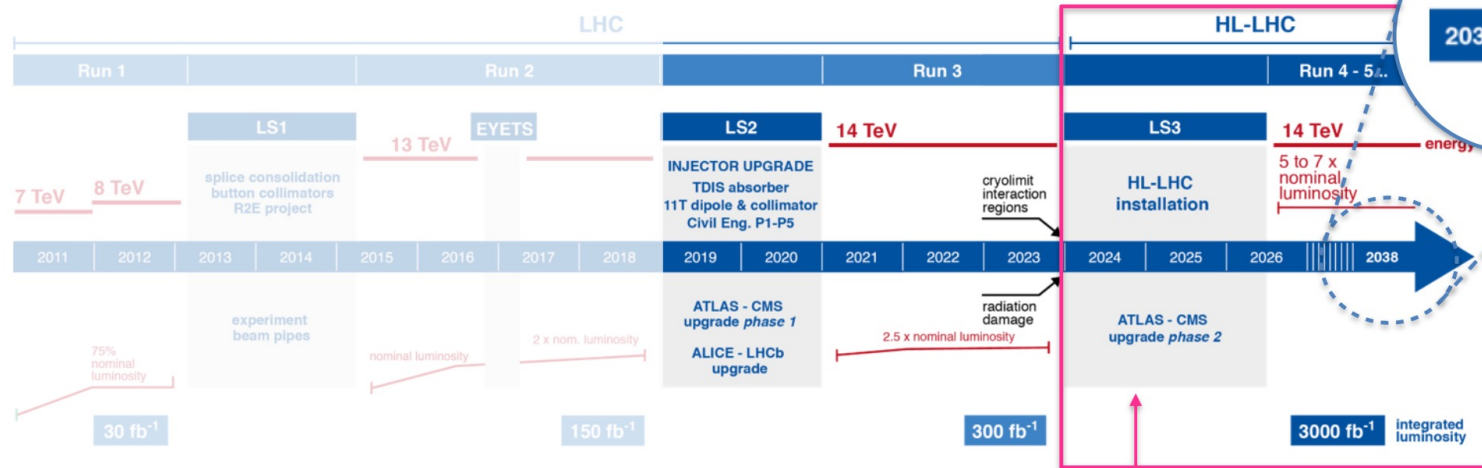 LHC
HL-LHC
203
Run 1
Run 2
Run 3
Run 4 - 5...
LS1
EYETS
LS2
LS3
13 TeV
14 TeV
14 TeV
energy
7 TeV
8 TeV
splice consolidation
button collimators
R2E project
INJECTOR UPGRADE
TDIS absorber
11T dipole & collimator
Civil Eng. P1-P5
cryolimit
interaction
regions
HL-LHC
installation
5 to 7 x
nominal
luminosity
2011 2012 2013 2014 2015 2016 2017 2018 2019 2020 2021 2022 2023 2024 2025 2026 2038
experiment
beam pipes
ATLAS - CMS
upgrade phase 1
ALICE - LHCb
upgrade
radiation
damage
ATLAS - CMS
upgrade phase 2
75%
nominal
luminosity
nominal luminosity
2 x nom. luminosity
2.5 x nominal luminosity
30 fb⁻¹
150 fb⁻¹
300 fb⁻¹
3000 fb⁻¹
integrated
luminosity